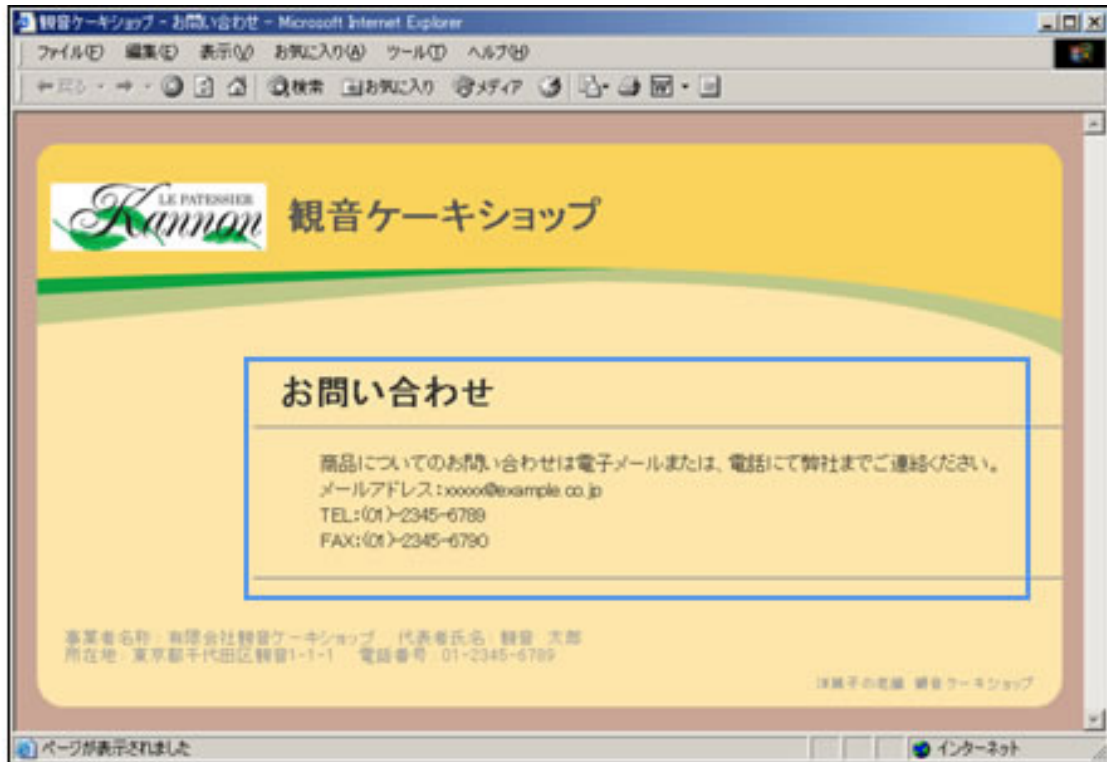 観音ケーキショップ - お問い合わせ - Microsoft Internet Explorer
ファイル(F) 編集(E) 表示(V) お気に入り(A) ツール(T) ヘルプ(H)
戻る 検索 お気に入り メディア
LE PATESSIER
Kannon
観音ケーキショップ
お問い合わせ
商品についてのお問い合わせは電子メールまたは、電話にて弊社までご連絡ください。
メールアドレス:xxxxx@example.co.jp
TEL:(01)-2345-6789
FAX:(01)-2345-6790
事業者名称:有限会社観音ケーキショップ 代表者氏名:観音 太郎
所在地:東京都千代田区観音1-1-1 電話番号:01-2345-6789
洋菓子の老舗 観音ケーキショップ
ページが表示されました
インターネット